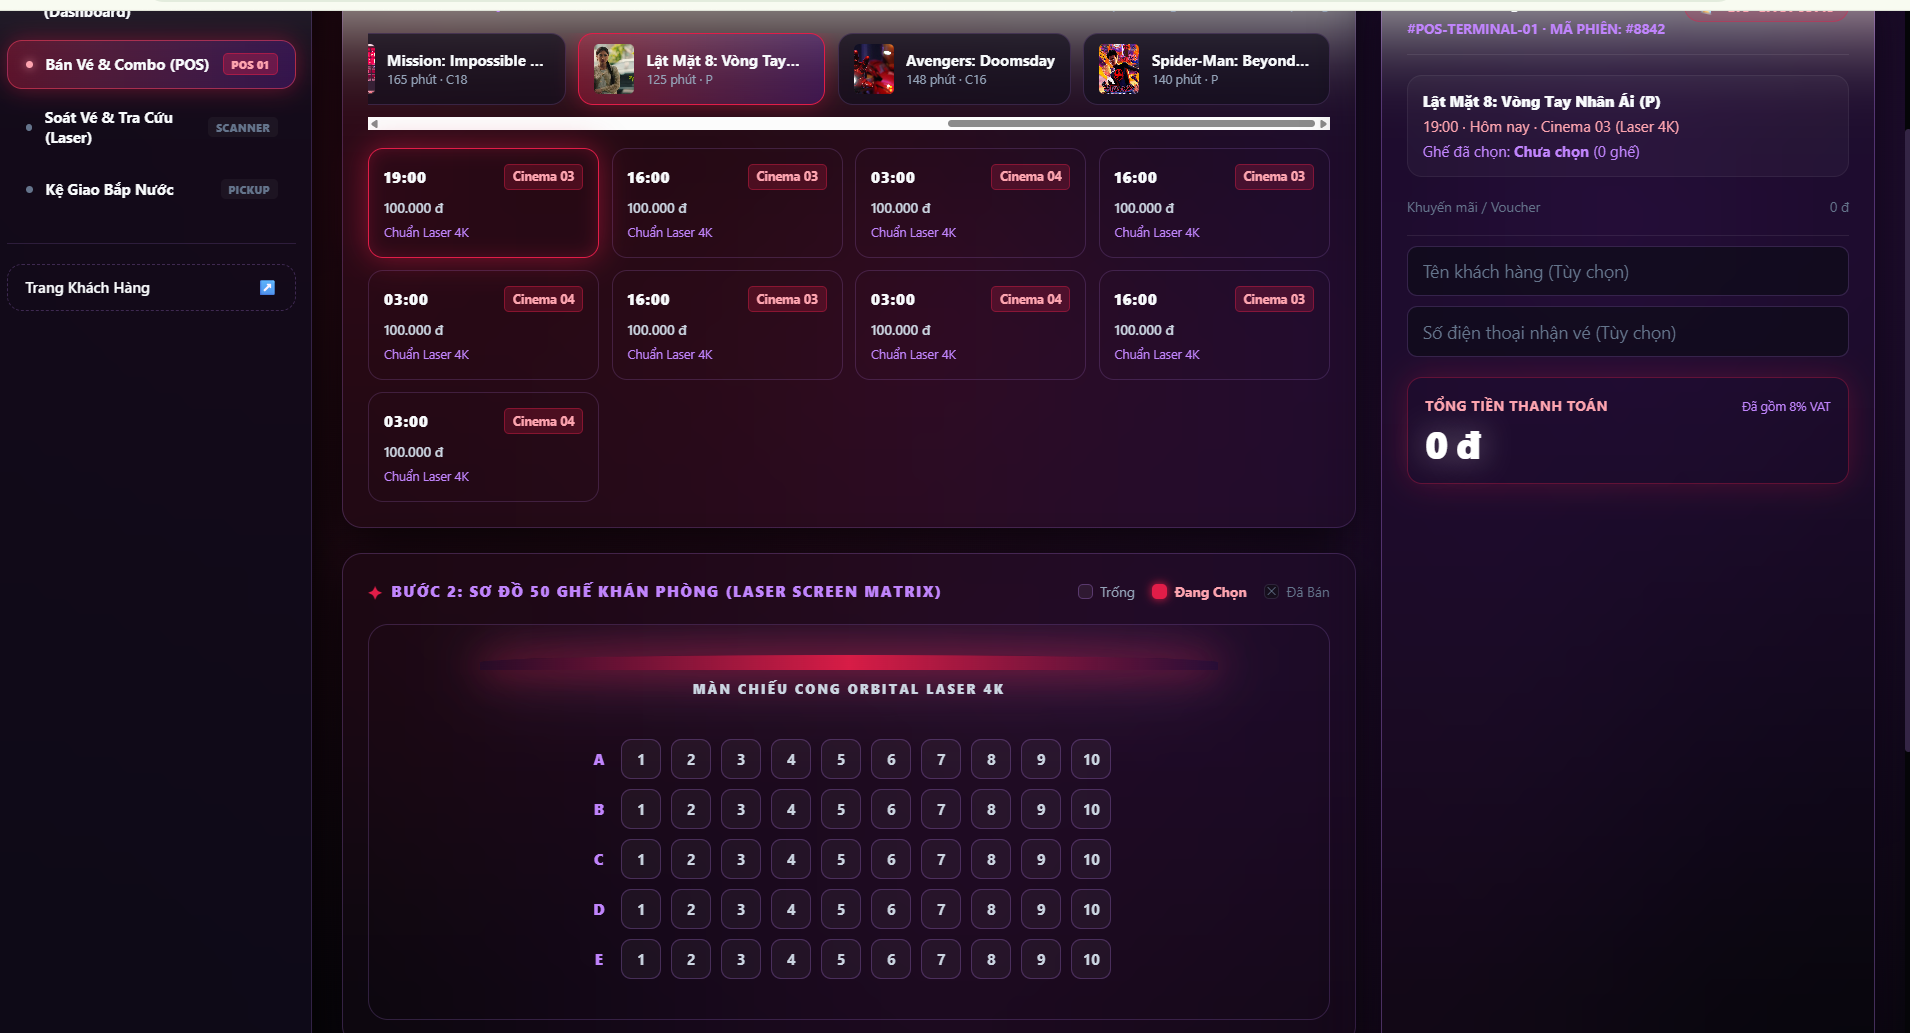 (Dashboard)
Bán Vé & Combo (POS) POS 01
Soát Vé & Tra Cứu
(Laser)
SCANNER
Kệ Giao Bắp Nước PICKUP
Trang Khách Hàng
Mission: Impossible ...
165 phút · C18
Lật Mặt 8: Vòng Tay...
125 phút · P
Avengers: Doomsday
148 phút · C16
Spider-Man: Beyond...
140 phút · P
19:00 Cinema 03
100.000 đ
Chuẩn Laser 4K
16:00 Cinema 03
100.000 đ
Chuẩn Laser 4K
03:00 Cinema 04
100.000 đ
Chuẩn Laser 4K
16:00 Cinema 03
100.000 đ
Chuẩn Laser 4K
03:00 Cinema 04
100.000 đ
Chuẩn Laser 4K
16:00 Cinema 03
100.000 đ
Chuẩn Laser 4K
03:00 Cinema 04
100.000 đ
Chuẩn Laser 4K
16:00 Cinema 03
100.000 đ
Chuẩn Laser 4K
03:00 Cinema 04
100.000 đ
Chuẩn Laser 4K
BƯỚC 2: SƠ ĐỒ 50 GHẾ KHÁN PHÒNG (LASER SCREEN MATRIX)
Trống Đang Chọn Đã Bán
MÀN CHIẾU CONG ORBITAL LASER 4K
A 1 2 3 4 5 6 7 8 9 10
B 1 2 3 4 5 6 7 8 9 10
C 1 2 3 4 5 6 7 8 9 10
D 1 2 3 4 5 6 7 8 9 10
E 1 2 3 4 5 6 7 8 9 10
#POS-TERMINAL-01 · MÃ PHIÊN: #8842
Lật Mặt 8: Vòng Tay Nhân Ái (P)
19:00 · Hôm nay · Cinema 03 (Laser 4K)
Ghế đã chọn: Chưa chọn (0 ghế)
Khuyến mãi / Voucher 0 đ
Tên khách hàng (Tùy chọn)
Số điện thoại nhận vé (Tùy chọn)
TỔNG TIỀN THANH TOÁN Đã gồm 8% VAT
0 đ